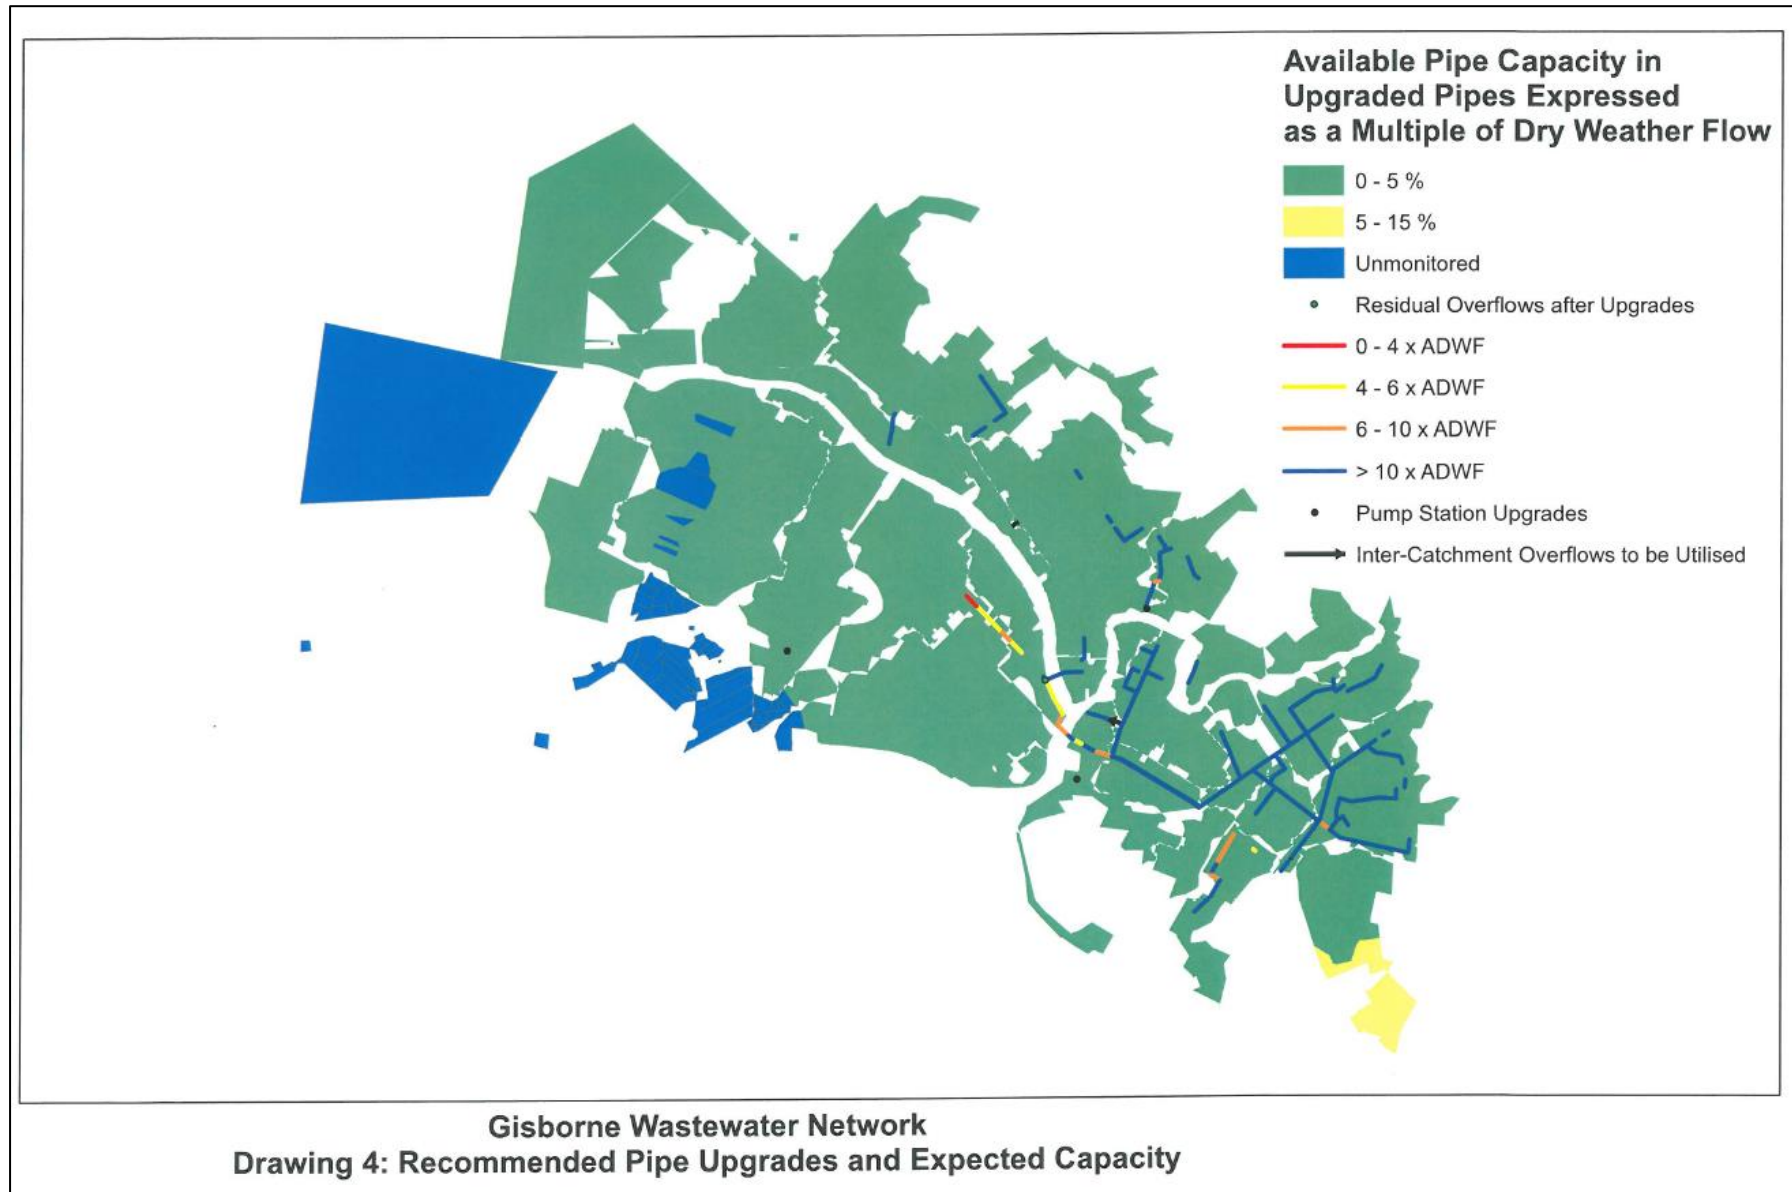 Available Pipe Capacity in
Upgraded Pipes Expressed
as a Multiple of Dry Weather Flow
0 - 5 %
5 - 15 %
Unmonitored
Residual Overflows after Upgrades
0 - 4 x ADWF
4 - 6 x ADWF
6 - 10 x ADWF
> 10 x ADWF
Pump Station Upgrades
Inter-Catchment Overflows to be Utilised
Gisborne Wastewater Network
Drawing 4: Recommended Pipe Upgrades and Expected Capacity